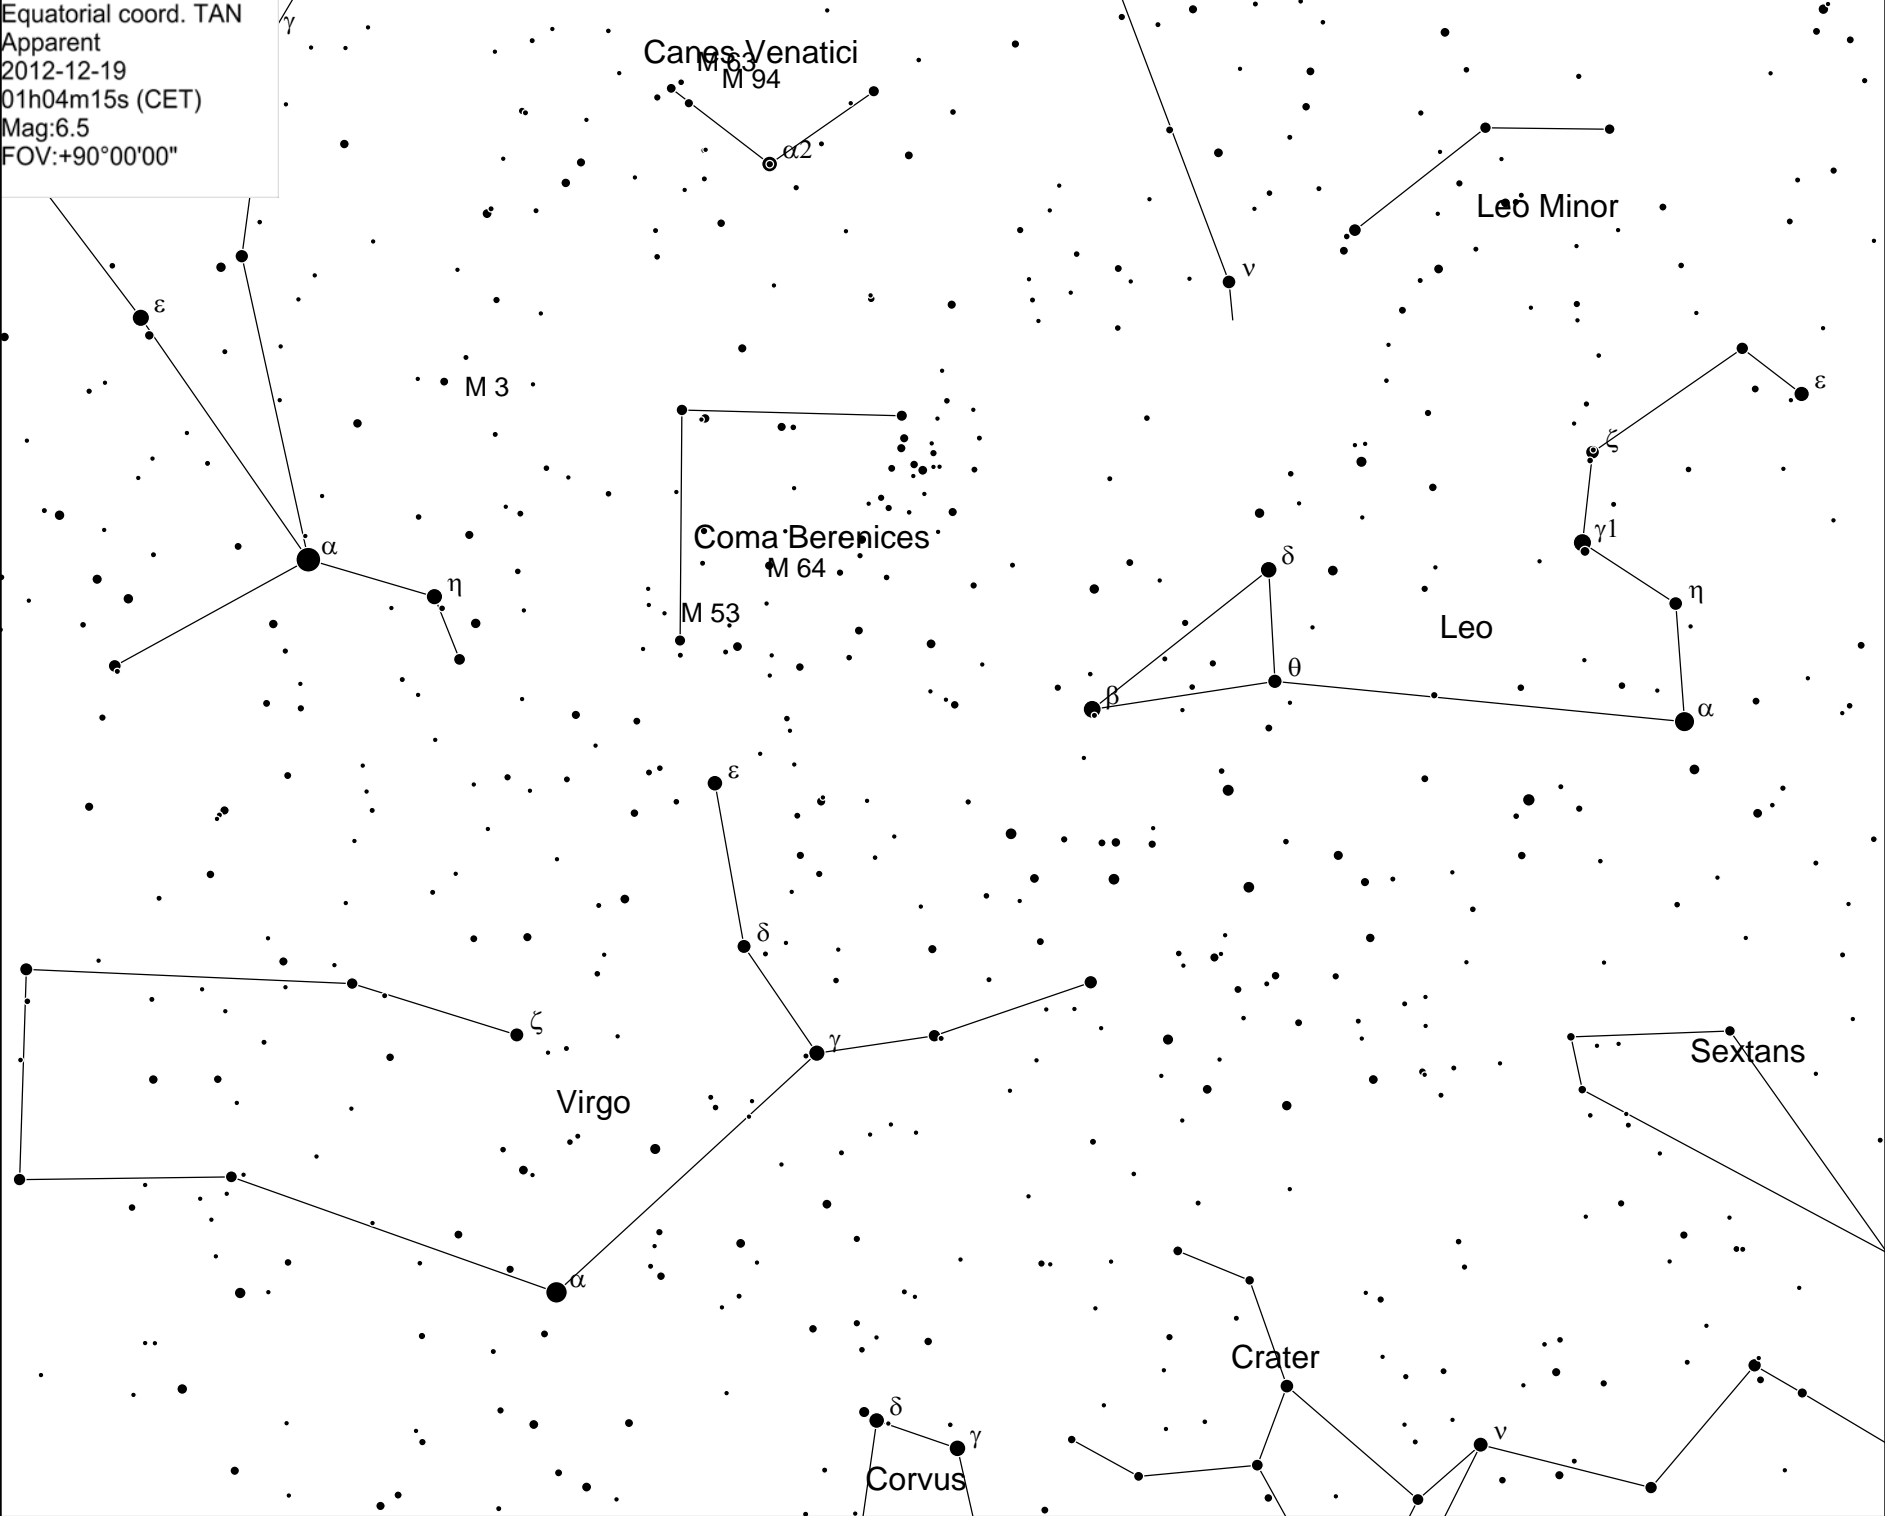 Equatorial coord. TAN
Apparent
2012-12-19
01h04m15s (CET)
Mag:6.5
FOV:+90°00'00"
γ
Canes Venatici
M 63
M 94
α2
Leo Minor
ν
ε
M 3
ε
ζ
γ1
α
Coma Berenices
δ
M 64
η
η
M 53
Leo
θ
β
α
ε
δ
ζ
γ
Sextans
Virgo
α
Crater
δ
γ
ν
Corvus